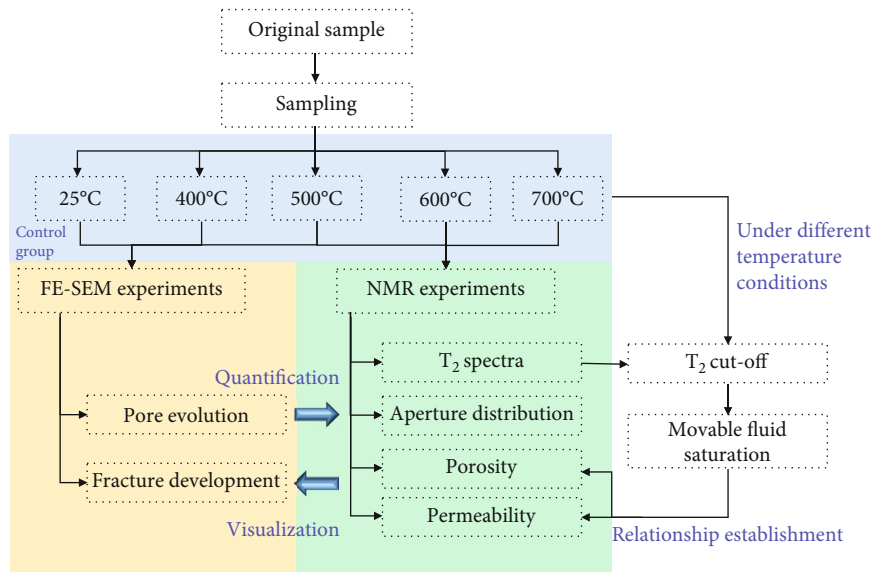 Original sample
Sampling
25°C
400°C
500°C
600°C
700°C
Control
group
Under different
temperature
conditions
FE-SEM experiments
NMR experiments
T₂ spectra
T₂ cut-off
Quantification
Pore evolution
Aperture distribution
Movable fluid
saturation
Fracture development
Porosity
Visualization
Permeability
Relationship establishment